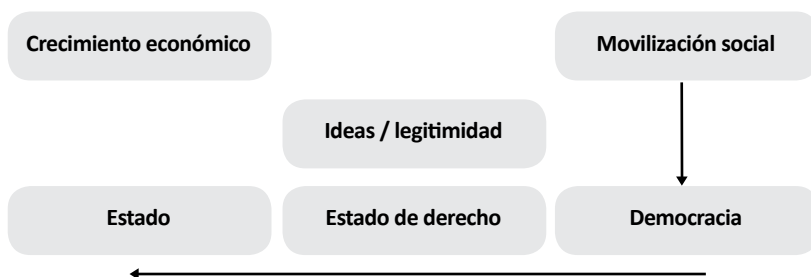 Crecimiento económico
Movilización social
Ideas / legitimidad
Estado
Estado de derecho
Democracia